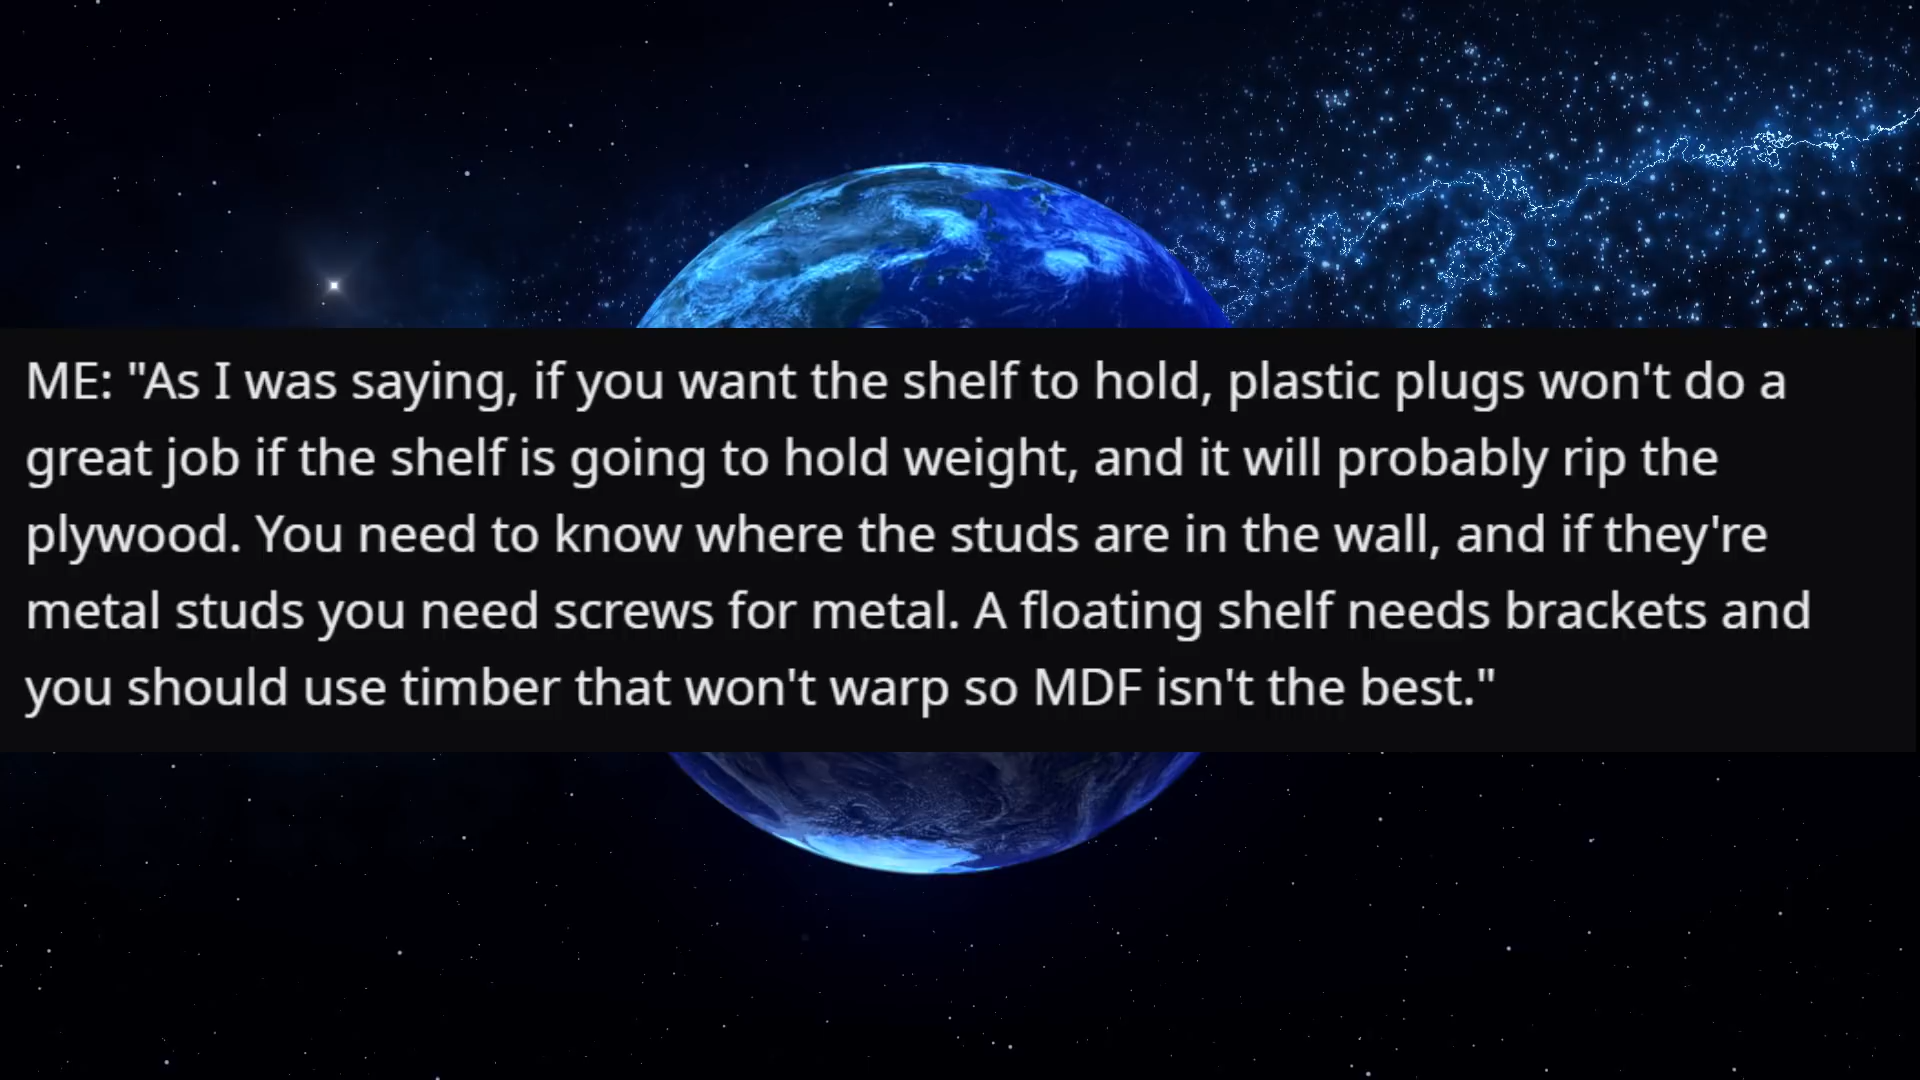 ME: "As I was saying, if you want the shelf to hold, plastic plugs won't do a
great job if the shelf is going to hold weight, and it will probably rip the
plywood. You need to know where the studs are in the wall, and if they're
metal studs you need screws for metal. A floating shelf needs brackets and
you should use timber that won't warp so MDF isn't the best."